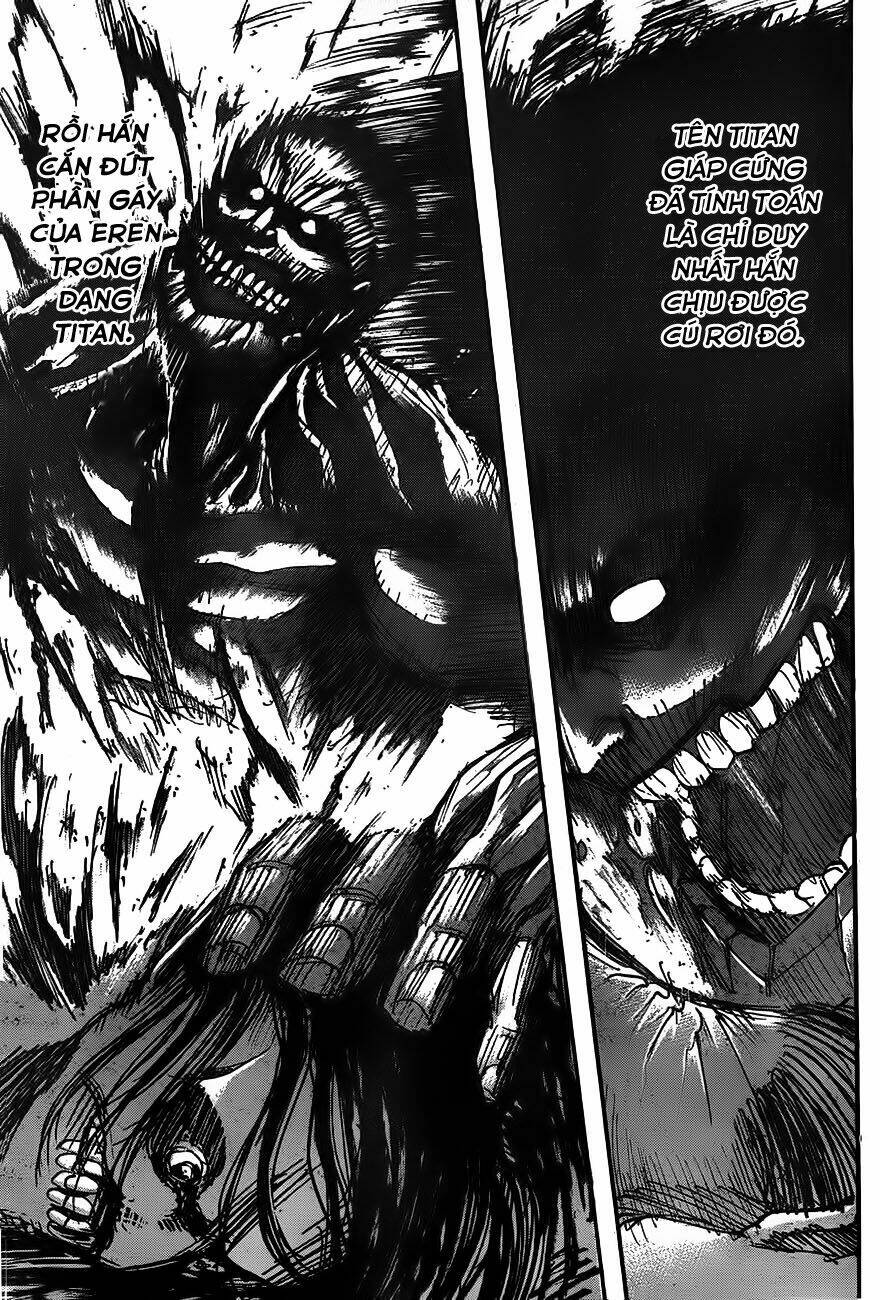 TÊN TITAN
GIÁP CỨNG
ĐÃ TÍNH TOÁN
LÀ CHỈ DUY
NHẤT HẮN
CHỊU ĐƯỢC
CÚ RƠI ĐÓ.
RỒI HẮN
CẮN ĐỨT
PHẦN GÁY
CỦA EREN
TRONG
DẠNG
TITAN.